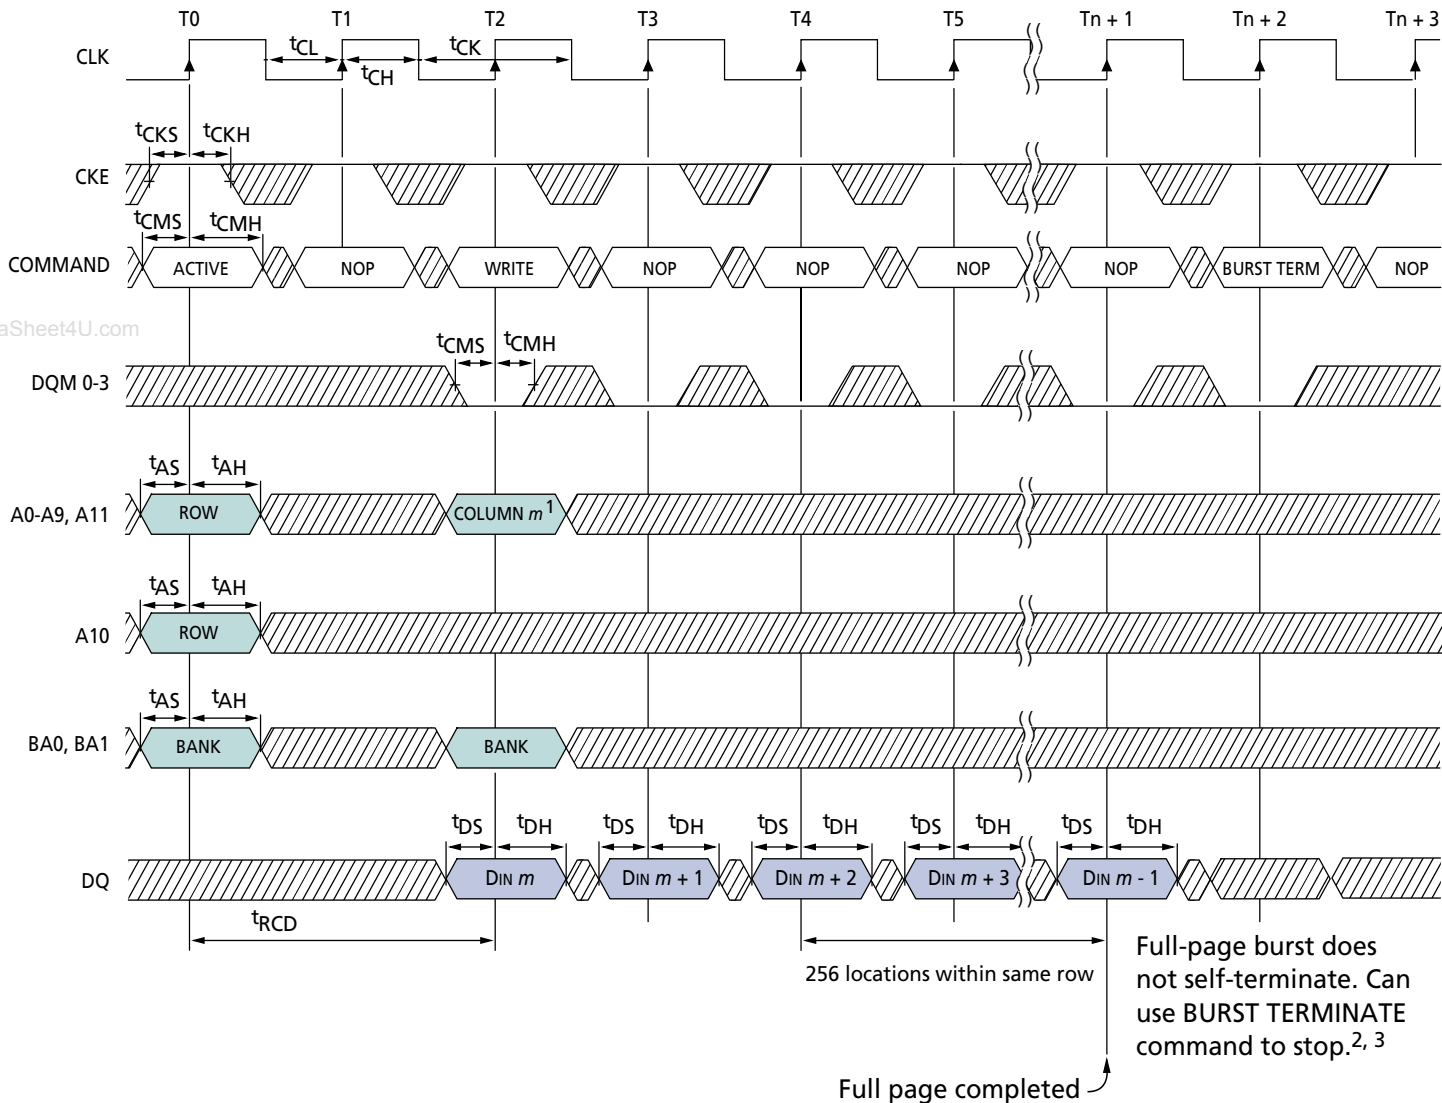 T0 T1 T2 T3 T4 T5 Tn + 1 Tn + 2 Tn + 3
CLK tCL tCH tCK
tCKS tCKH
CKE
tCMS tCMH
COMMAND ACTIVE NOP WRITE NOP NOP NOP NOP BURST TERM NOP
aSheet4U.com
tCMS tCMH
DQM 0-3
tAS tAH
A0-A9, A11 ROW COLUMN m1
tAS tAH
A10 ROW
tAS tAH
BA0, BA1 BANK BANK
tDS tDH tDS tDH tDS tDH tDS tDH tDS tDH
DQ DIN m DIN m + 1 DIN m + 2 DIN m + 3 DIN m - 1
tRCD
256 locations within same row
Full-page burst does
not self-terminate. Can
use BURST TERMINATE
command to stop.2, 3
Full page completed